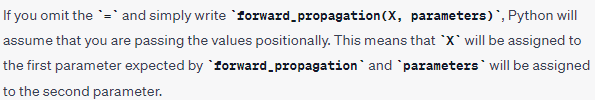 If you omit the `=` and simply write `forward_propagation(X, parameters)`, Python will
assume that you are passing the values positionally. This means that `X` will be assigned to
the first parameter expected by `forward_propagation` and `parameters` will be assigned
to the second parameter.